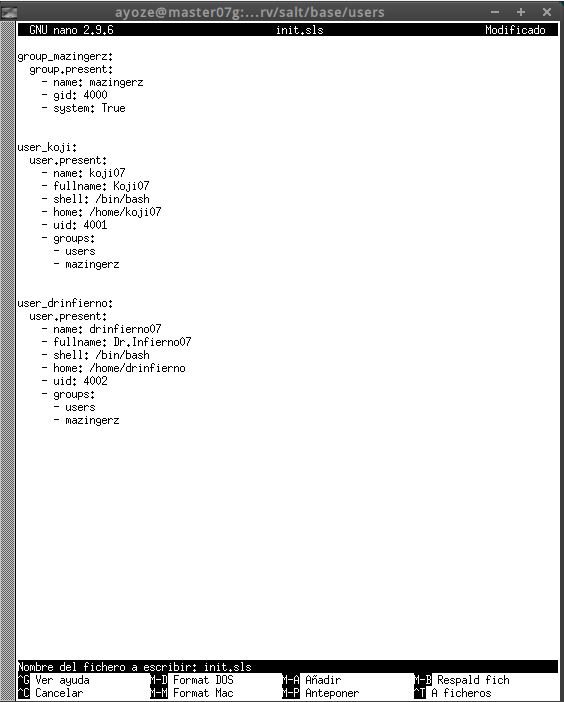 ayoze@master07g:...rv/salt/base/users
GNU nano 2.9.6 init.sls Modificado
group_mazingerz:
group.present:
- name: mazingerz
- gid: 4000
- system: True
user_koji:
user.present:
- name: koji07
- fullname: Koji07
- shell: /bin/bash
- home: /home/koji07
- uid: 4001
- groups:
- users
- mazingerz
user_drinfierno:
user.present:
- name: drinfierno07
- fullname: Dr.Infierno07
- shell: /bin/bash
- home: /home/drinfierno
- uid: 4002
- groups:
- users
- mazingerz
Nombre del fichero a escribir: init.sls
^G Ver ayuda M-D Format DOS M-A Añadir M-B Respald fich
^C Cancelar M-M Format Mac M-P Anteponer ^T A ficheros